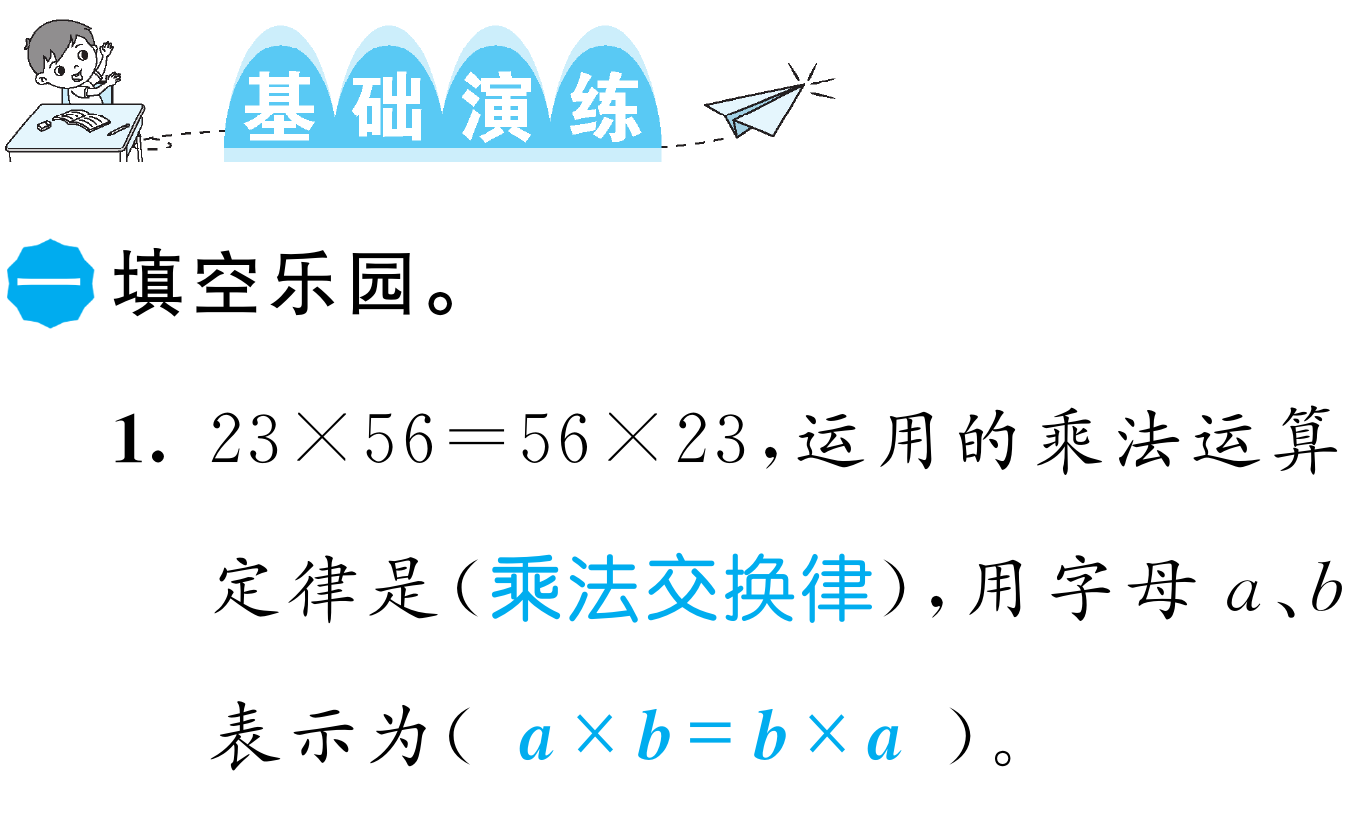 基础演练
一 填空乐园。
1. 23×56=56×23,运用的乘法运算
定律是(乘法交换律),用字母 a、b
表示为( a×b=b×a )。